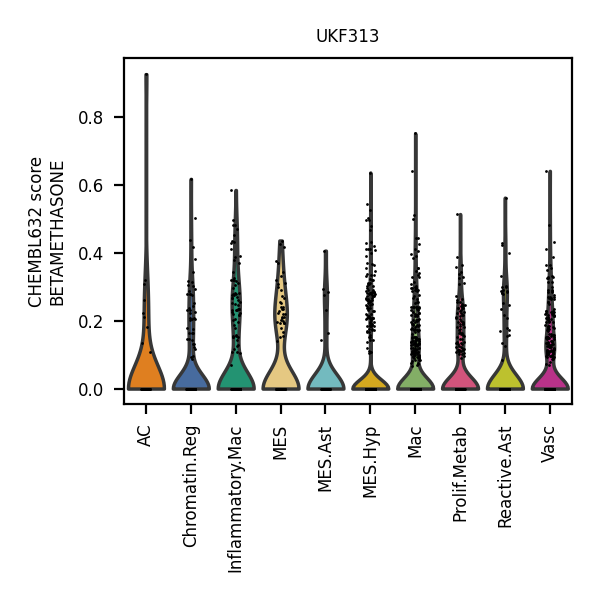 UKF313
CHEMBL632 score
BETAMETHASONE
0.8
0.6
0.4
0.2
0.0
AC
Chromatin.Reg
Inflammatory.Mac
MES
MES.Ast
MES.Hyp
Mac
Prolif.Metab
Reactive.Ast
Vasc